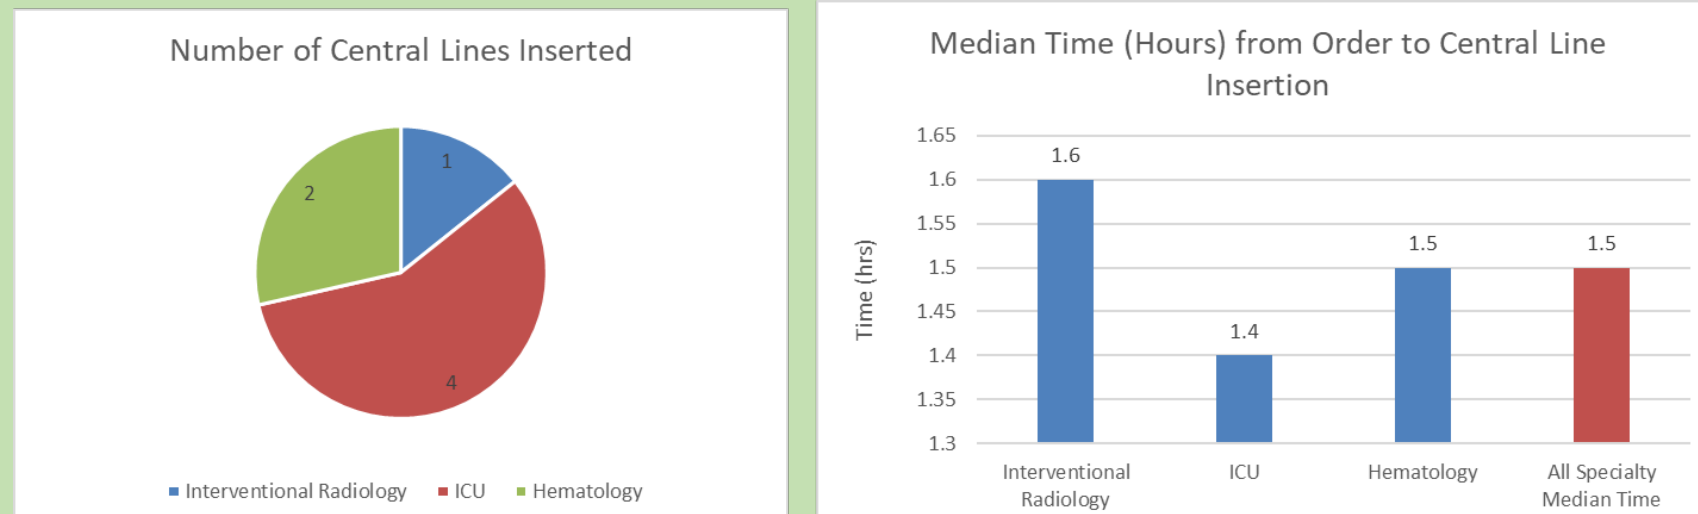 Number of Central Lines Inserted
1
2
4
Interventional Radiology ICU Hematology
Median Time (Hours) from Order to Central Line
Insertion
Time (hrs)
1.65
1.6
1.55
1.5
1.45
1.4
1.35
1.3
1.6
1.4
1.5
1.5
Interventional
Radiology
ICU
Hematology
All Specialty
Median Time